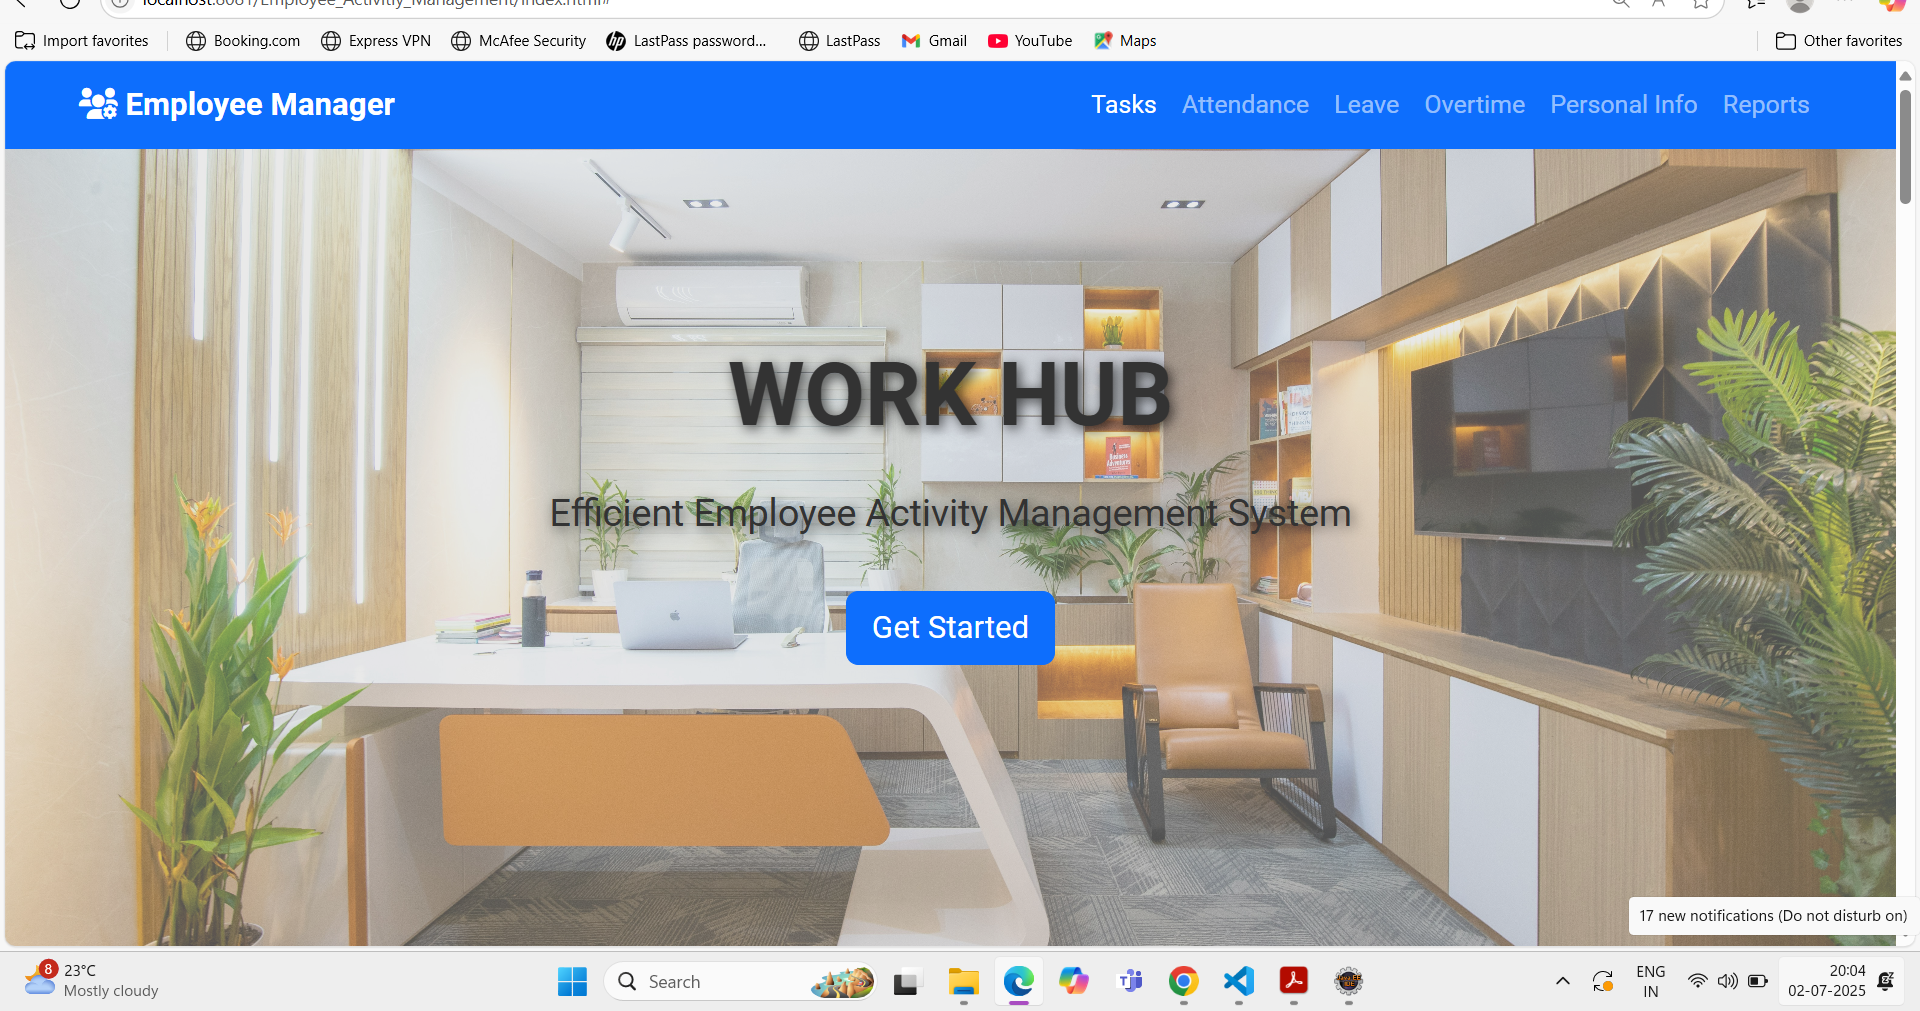 localhost:8081/Employee_Activitiy_Management/index.html#
Import favorites Booking.com Express VPN McAfee Security LastPass password... LastPass Gmail YouTube Maps Other favorites
Employee Manager Tasks Attendance Leave Overtime Personal Info Reports
WORK HUB
Efficient Employee Activity Management System
Get Started
17 new notifications (Do not disturb on)
8 23°C
Mostly cloudy
Search
ENG
IN
20:04
02-07-2025